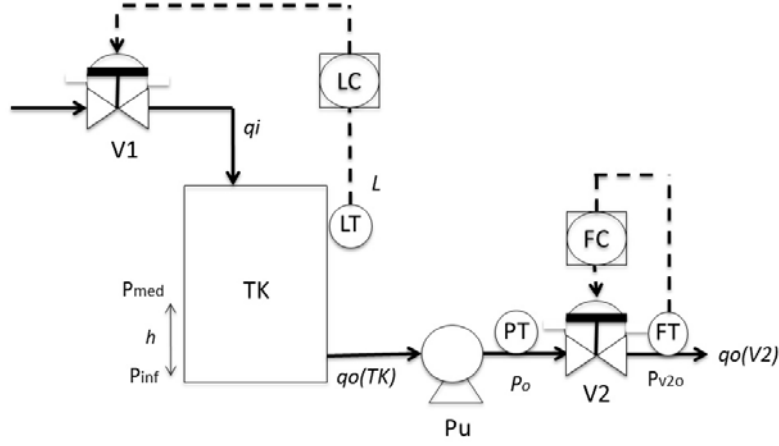 LC
qi
V1
L
LT
FC
Pmed
TK
h
PT
FT
Pinf
qo(TK)
Po
Pv2o
qo(V2)
V2
Pu